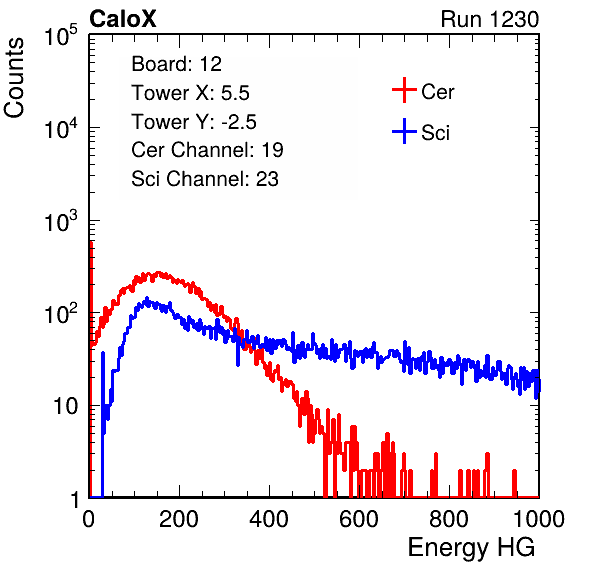 CaloX Run 1230
Counts
10^5
10^4
10^3
10^2
10
1
Board: 12
Tower X: 5.5
Tower Y: -2.5
Cer Channel: 19
Sci Channel: 23
Cer
Sci
0 200 400 600 800 1000
Energy HG